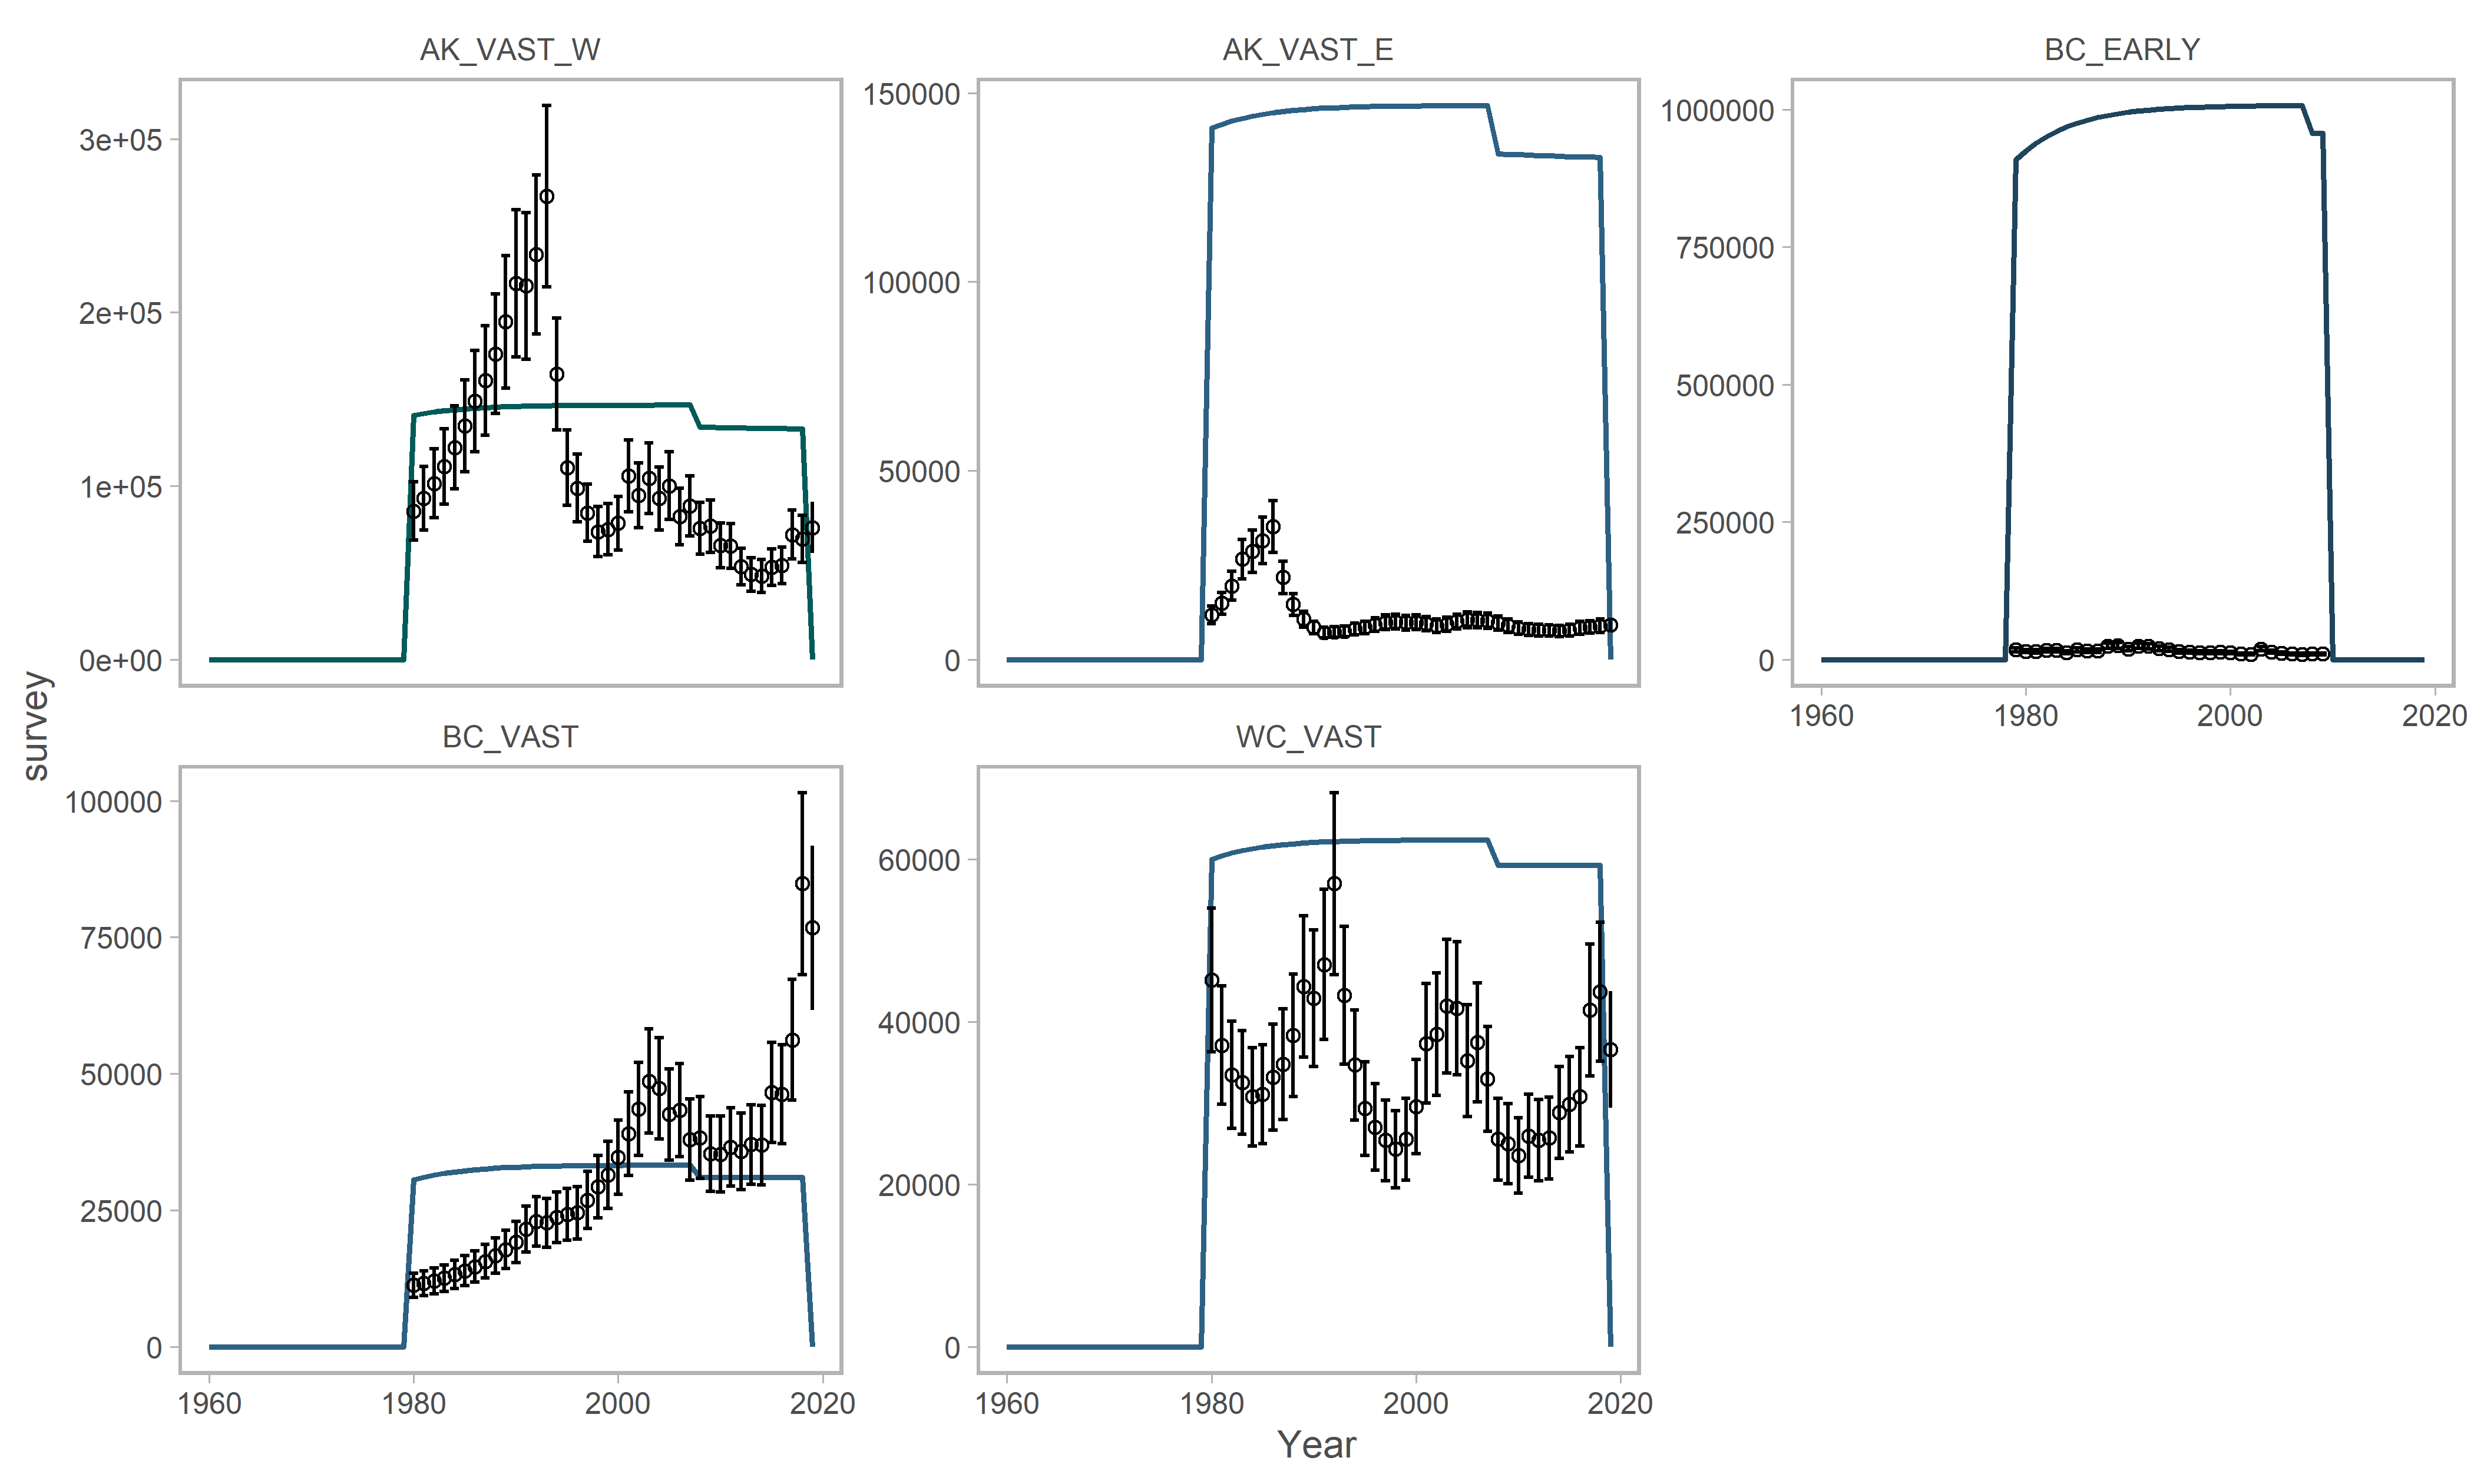 AK_VAST_W
AK_VAST_E
BC_EARLY
3e+05
2e+05
1e+05
0e+00
150000
100000
50000
0
1000000
750000
500000
250000
0
1960 1980 2000 2020
survey
BC_VAST
WC_VAST
100000
75000
50000
25000
0
60000
40000
20000
0
1960 1980 2000 2020
1960 1980 2000 2020
Year